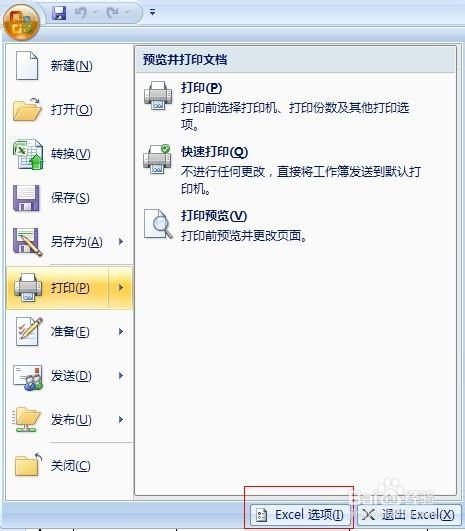 新建(N)
打开(O)
转换(V)
保存(S)
另存为(A)
打印(P)
准备(E)
发送(D)
发布(U)
关闭(C)
预览并打印文档
打印(P)
打印前选择打印机、打印份数及其他打印选
项。
快速打印(Q)
不进行任何更改，直接将工作簿发送到默认打
印机。
打印预览(V)
打印前预览并更改页面。
Excel 选项(I)
退出 Excel(X)